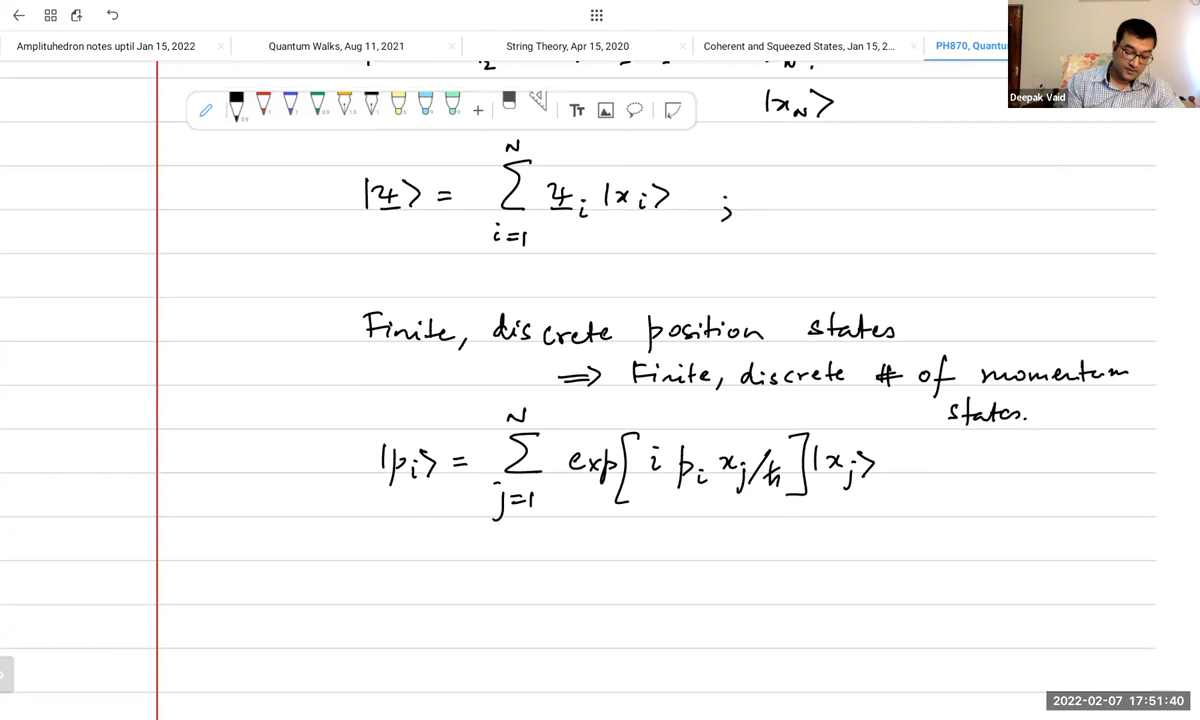 Amplituhedron notes uptil Jan 15, 2022 × Quantum Walks, Aug 11, 2021 × String Theory, Apr 15, 2020 × Coherent and Squeezed States, Jan 15, 2... × PH870, Quantu
Deepak Vaid
|x_N⟩
|Ψ⟩ = \sum_{i=1}^{N} Ψ_i |x_i⟩ ;
Finite, discrete position states
⇒ Finite, discrete # of momentum
states.
|p_i⟩ = \sum_{j=1}^{N} exp[i p_i x_j/ħ] |x_j⟩
2022-02-07 17:51:40